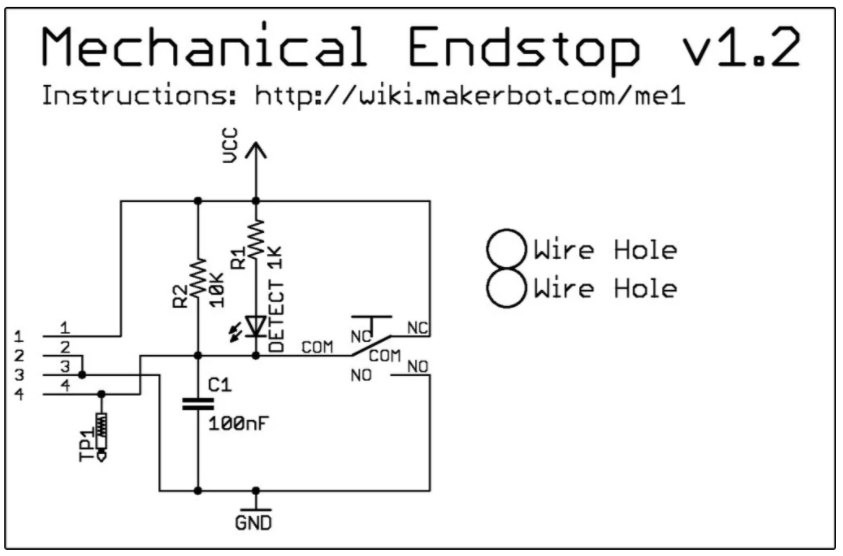 Mechanical Endstop v1.2
Instructions: http://wiki.makerbot.com/me1
VCC
R1
1K
R2
10K
DETECT
Wire Hole
Wire Hole
1 1
2 2
3 3
4 4
COM
NC
NC
COM
NO
NO
C1
100nF
TP1
GND